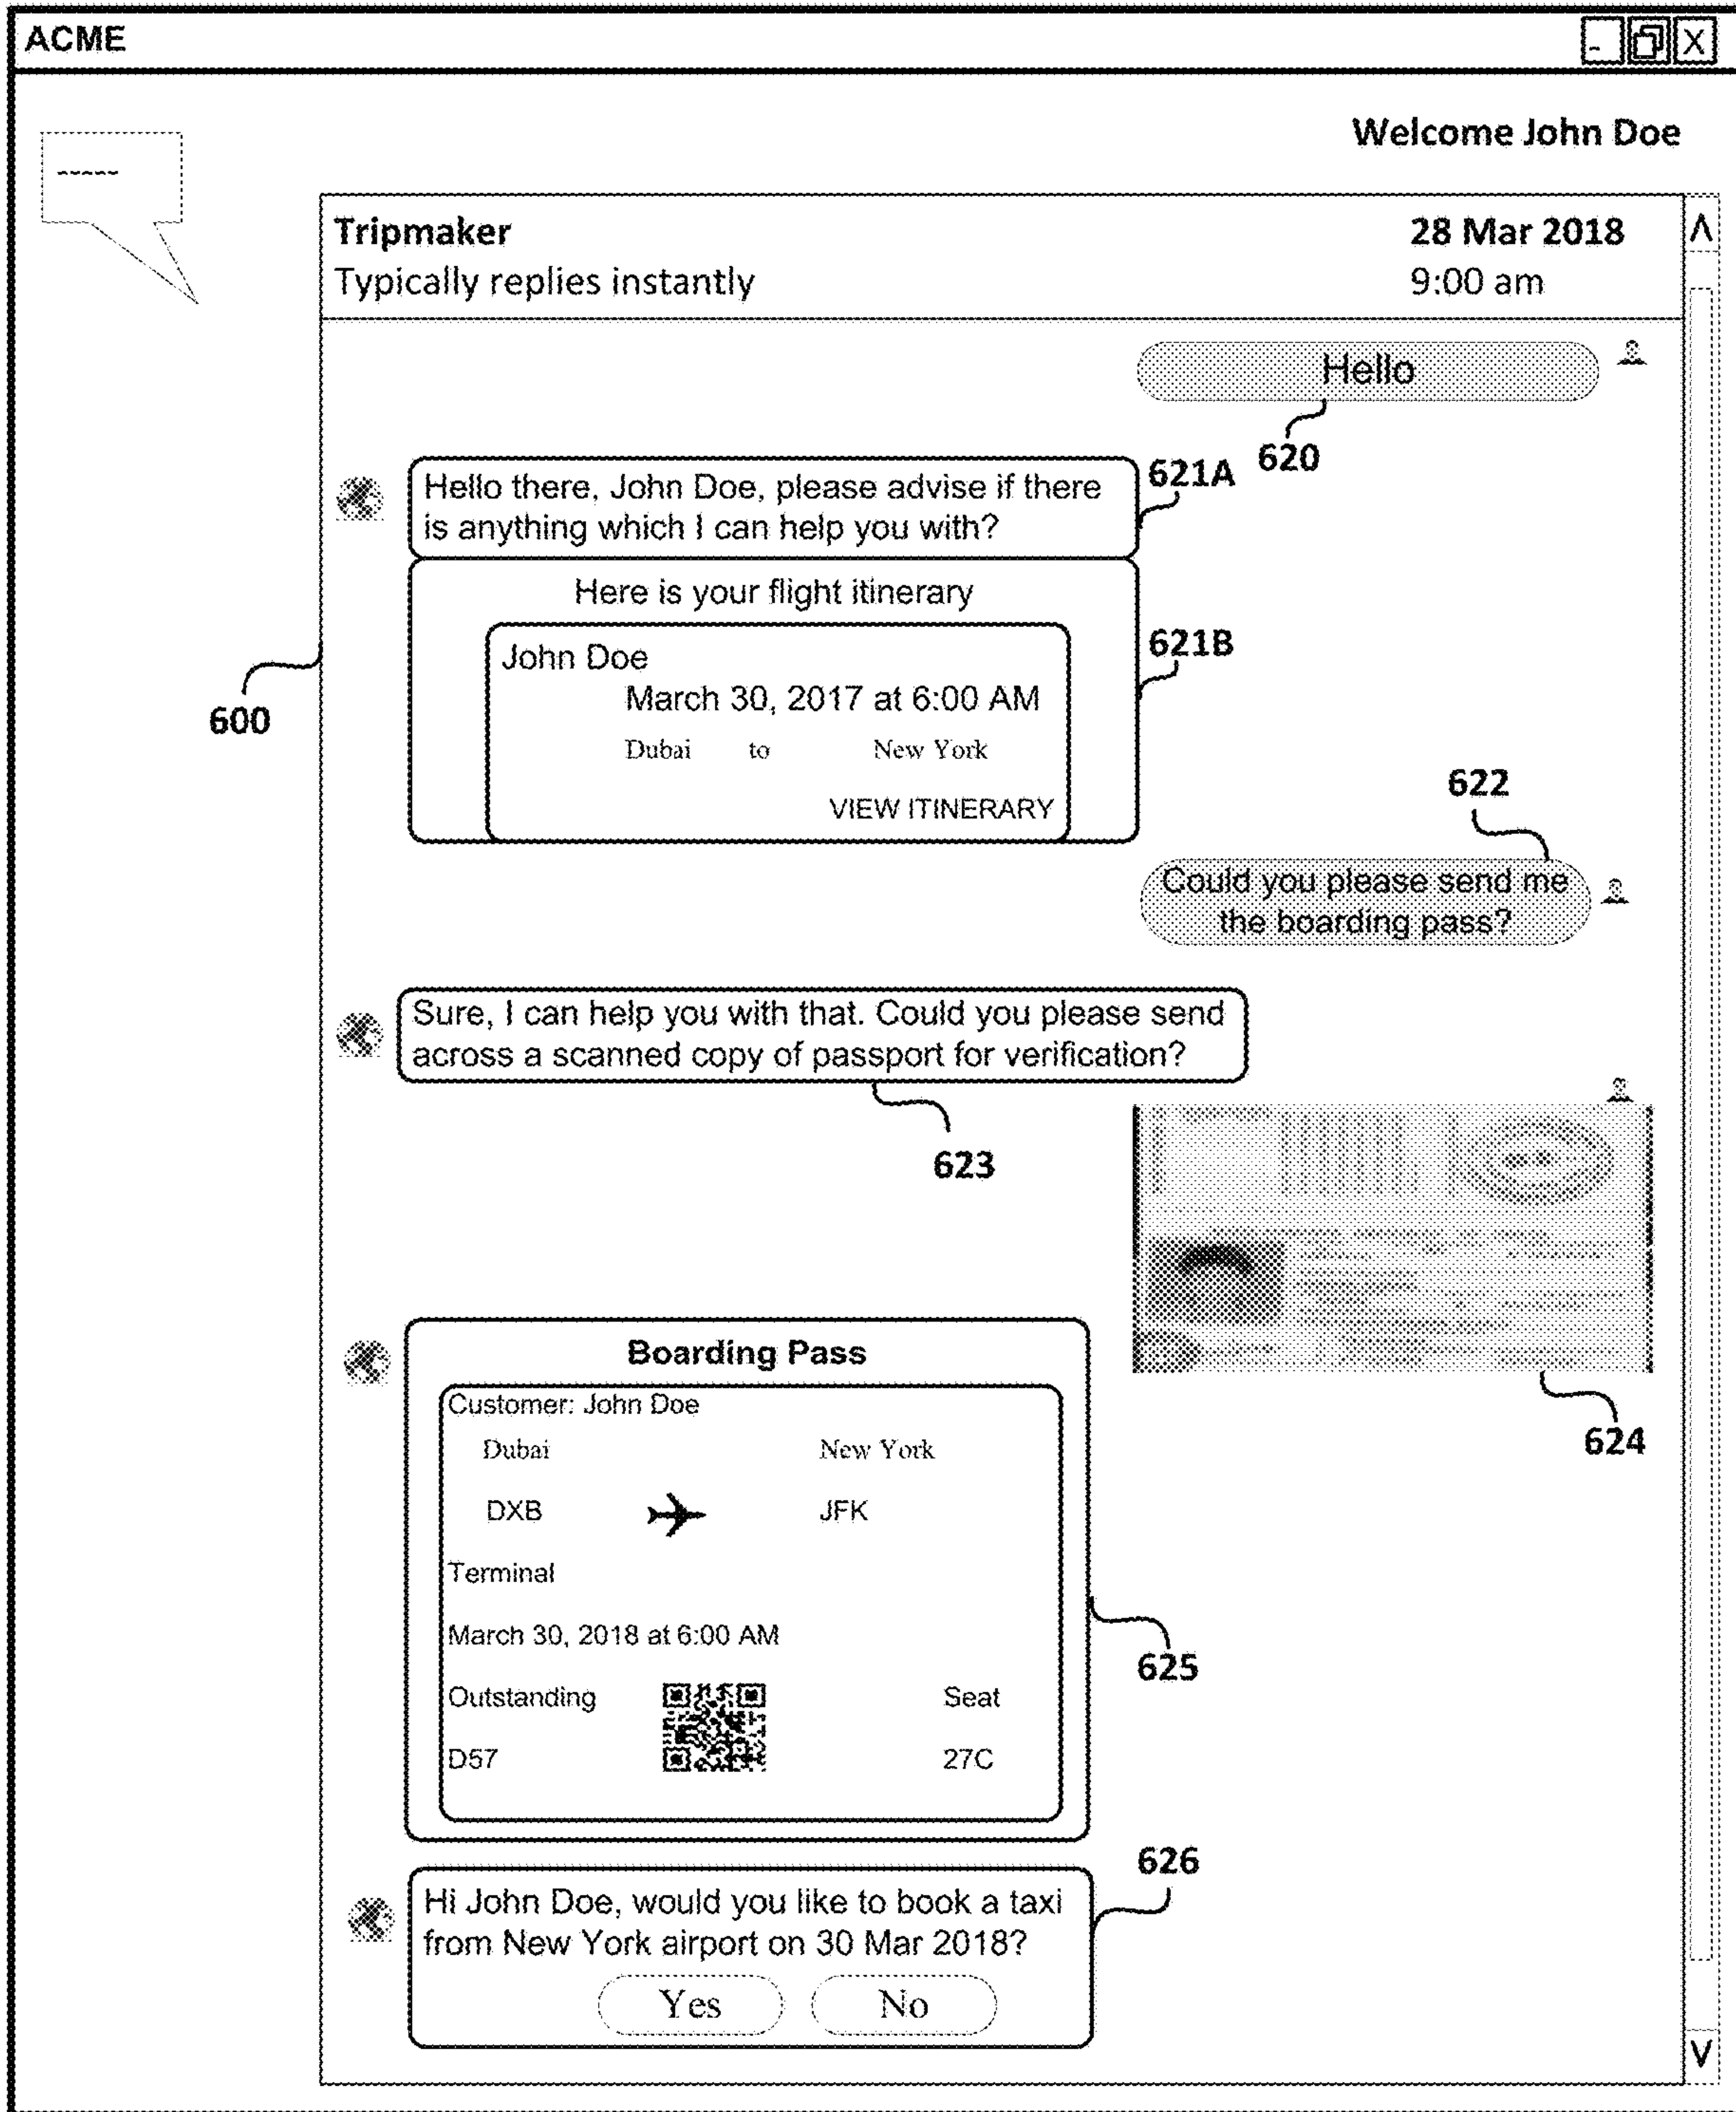 ACME
- X
Welcome John Doe
-----
Tripmaker 28 Mar 2018
Typically replies instantly 9:00 am
Hello
620
621A
Hello there, John Doe, please advise if there
is anything which I can help you with?
Here is your flight itinerary
621B
John Doe
March 30, 2017 at 6:00 AM
600
Dubai to New York
VIEW ITINERARY
622
Could you please send me
the boarding pass?
Sure, I can help you with that. Could you please send
across a scanned copy of passport for verification?
623
624
Boarding Pass
Customer: John Doe
Dubai New York
DXB JFK
Terminal
March 30, 2018 at 6:00 AM
625
Outstanding Seat
D57 27C
626
Hi John Doe, would you like to book a taxi
from New York airport on 30 Mar 2018?
Yes No